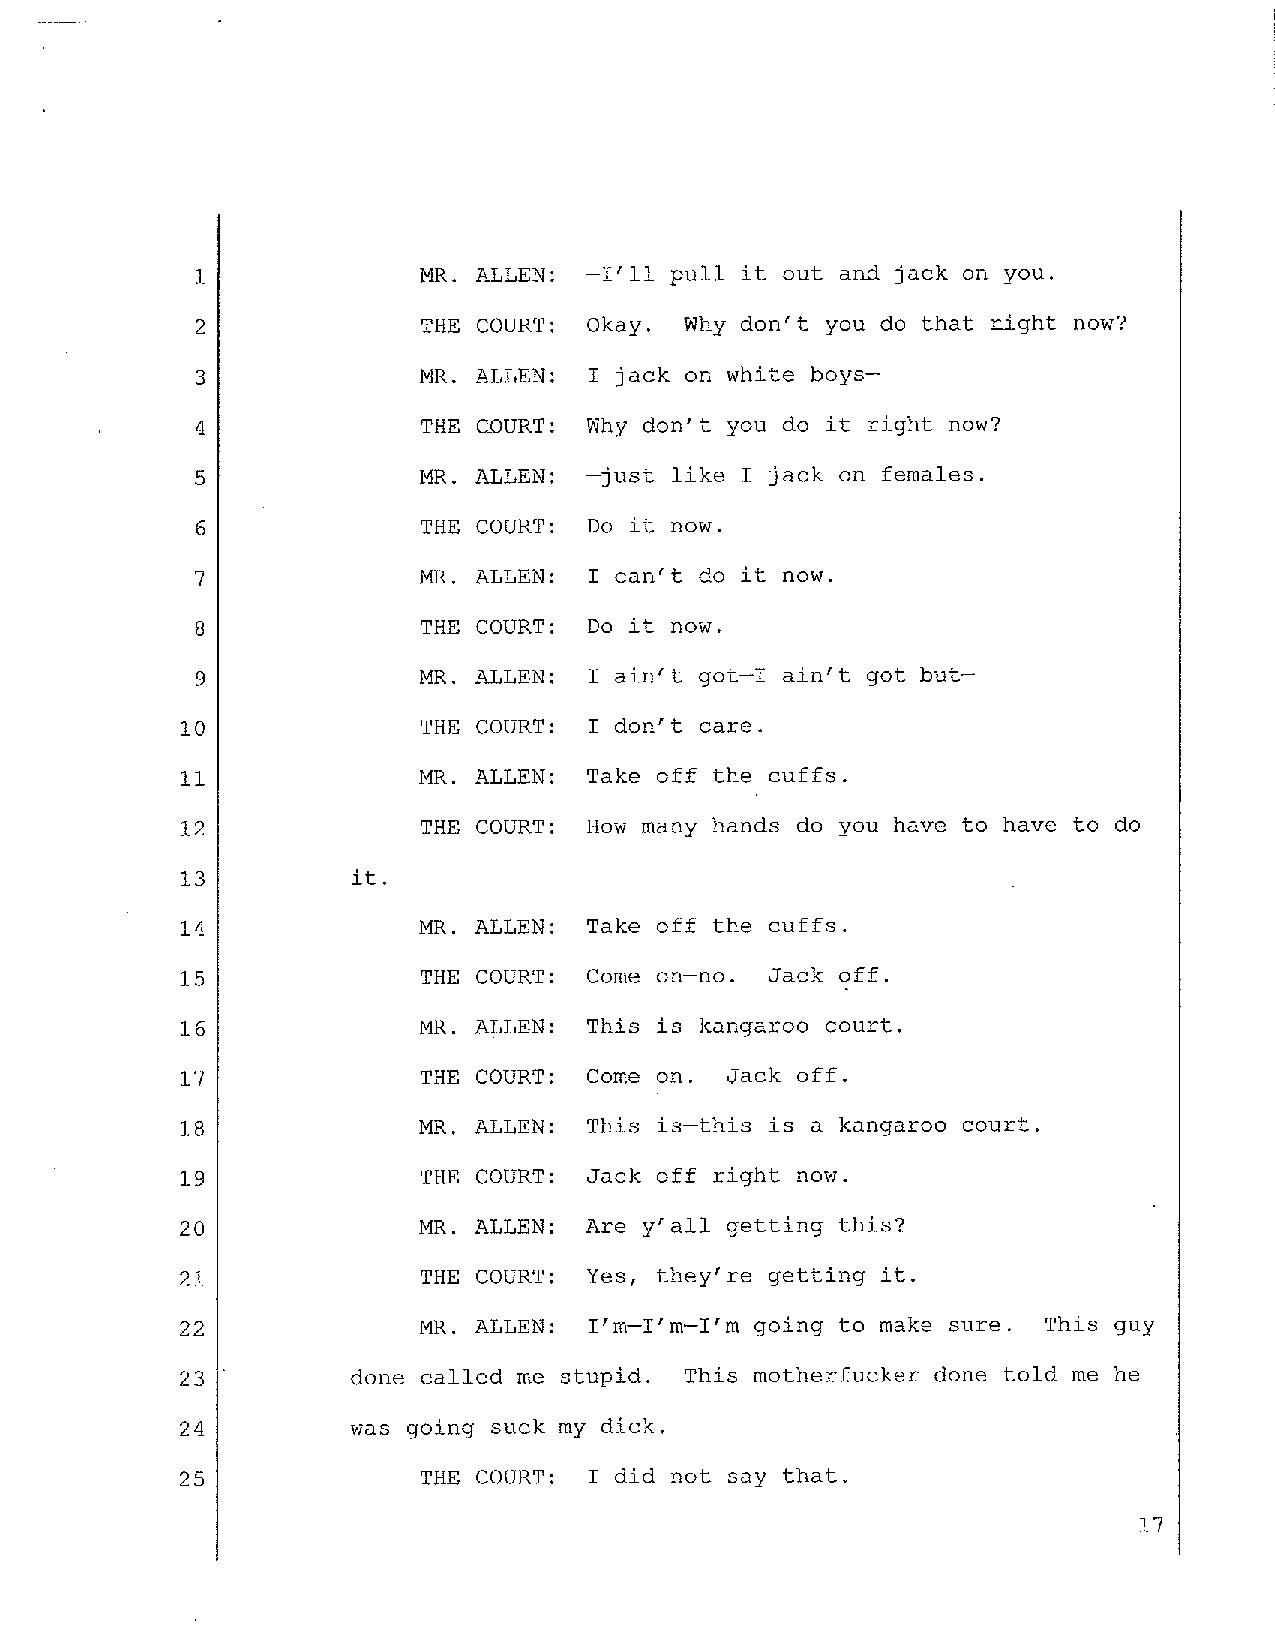 1 MR. ALLEN: —I'll pull it out and jack on you.
2 THE COURT: Okay. Why don't you do that right now?
3 MR. ALLEN: I jack on white boys—
4 THE COURT: Why don't you do it right now?
5 MR. ALLEN: —just like I jack on females.
6 THE COURT: Do it now.
7 MR. ALLEN: I can't do it now.
8 THE COURT: Do it now.
9 MR. ALLEN: I ain't got—I ain't got but—
10 THE COURT: I don't care.
11 MR. ALLEN: Take off the cuffs.
12 THE COURT: How many hands do you have to have to do
13 it.
14 MR. ALLEN: Take off the cuffs.
15 THE COURT: Come on—no. Jack off.
16 MR. ALLEN: This is kangaroo court.
17 THE COURT: Come on. Jack off.
18 MR. ALLEN: This is—this is a kangaroo court.
19 THE COURT: Jack off right now.
20 MR. ALLEN: Are y'all getting this?
21 THE COURT: Yes, they're getting it.
22 MR. ALLEN: I'm—I'm—I'm going to make sure. This guy
23 done called me stupid. This motherfucker done told me he
24 was going suck my dick.
25 THE COURT: I did not say that.
17